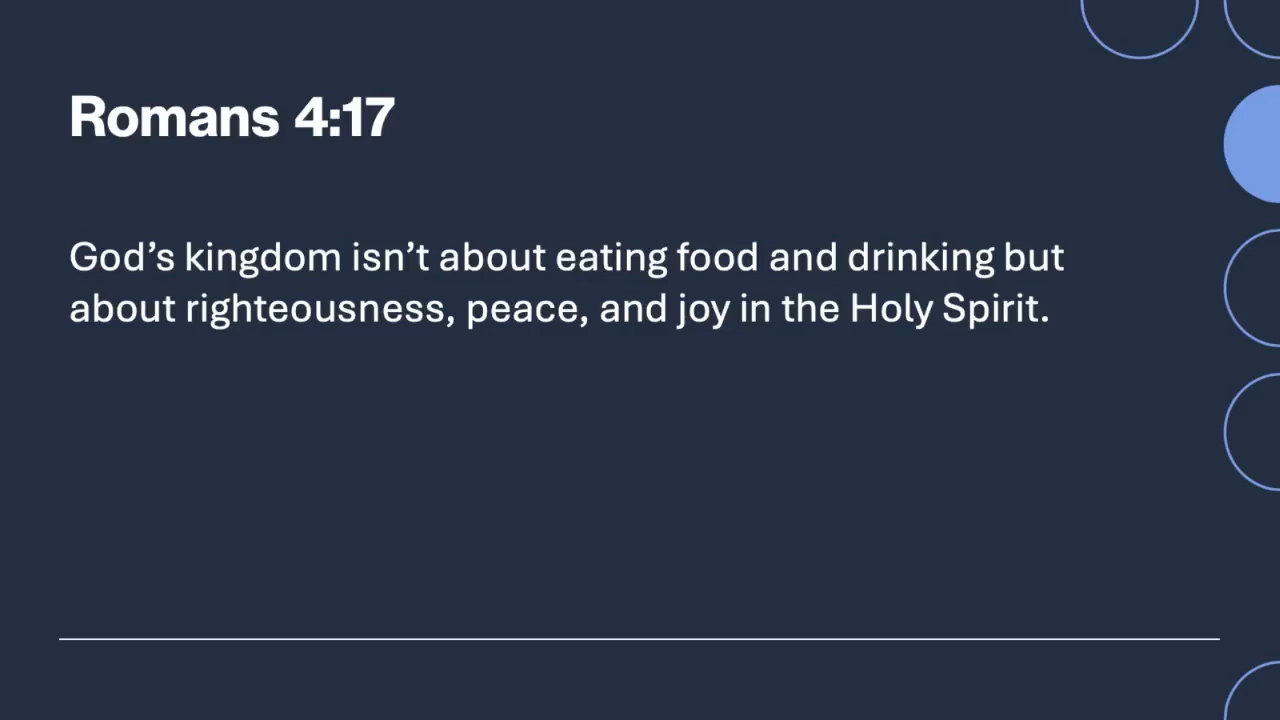 Romans 4:17
God’s kingdom isn’t about eating food and drinking but
about righteousness, peace, and joy in the Holy Spirit.